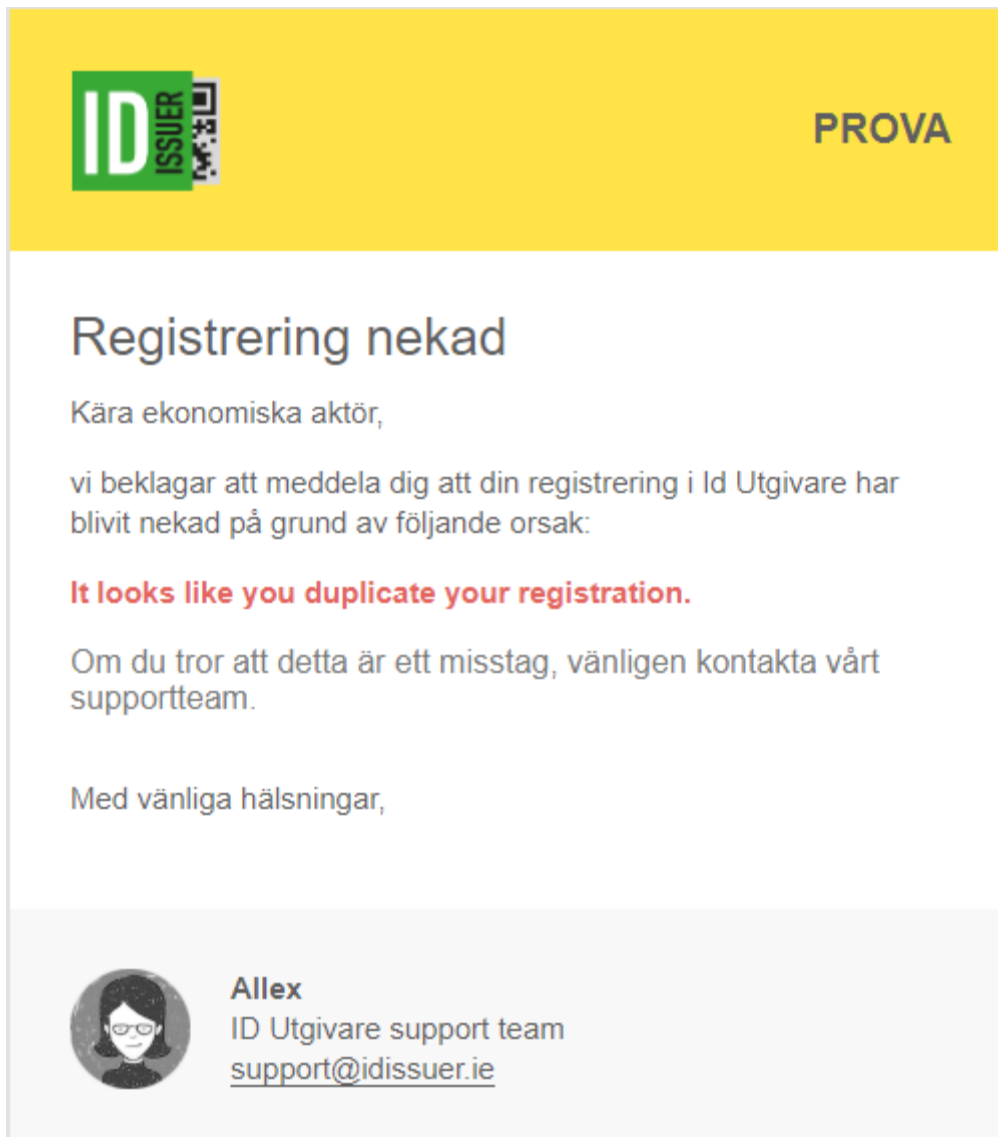 ID
ISSUER
PROVA
Registrering nekad
Kära ekonomiska aktör,
vi beklagar att meddela dig att din registrering i Id Utgivare har
blivit nekad på grund av följande orsak:
It looks like you duplicate your registration.
Om du tror att detta är ett misstag, vänligen kontakta vårt
supportteam.
Med vänliga hälsningar,
Allex
ID Utgivare support team
support@idissuer.ie